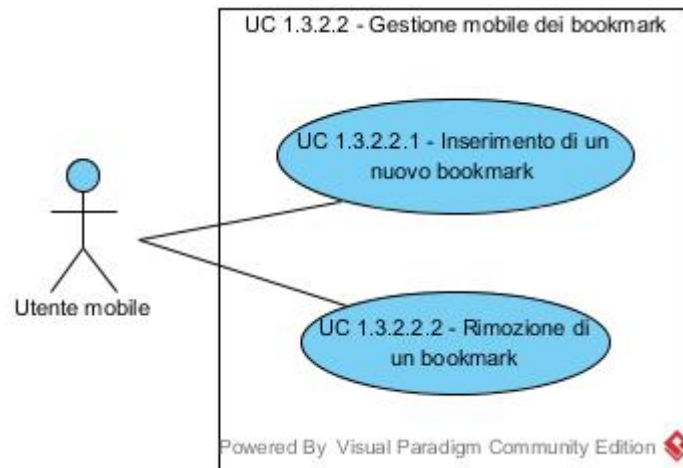 UC 1.3.2.2 - Gestione mobile dei bookmark
UC 1.3.2.2.1 - Inserimento di un
nuovo bookmark
Utente mobile
UC 1.3.2.2.2 - Rimozione di
un bookmark
Powered By Visual Paradigm Community Edition